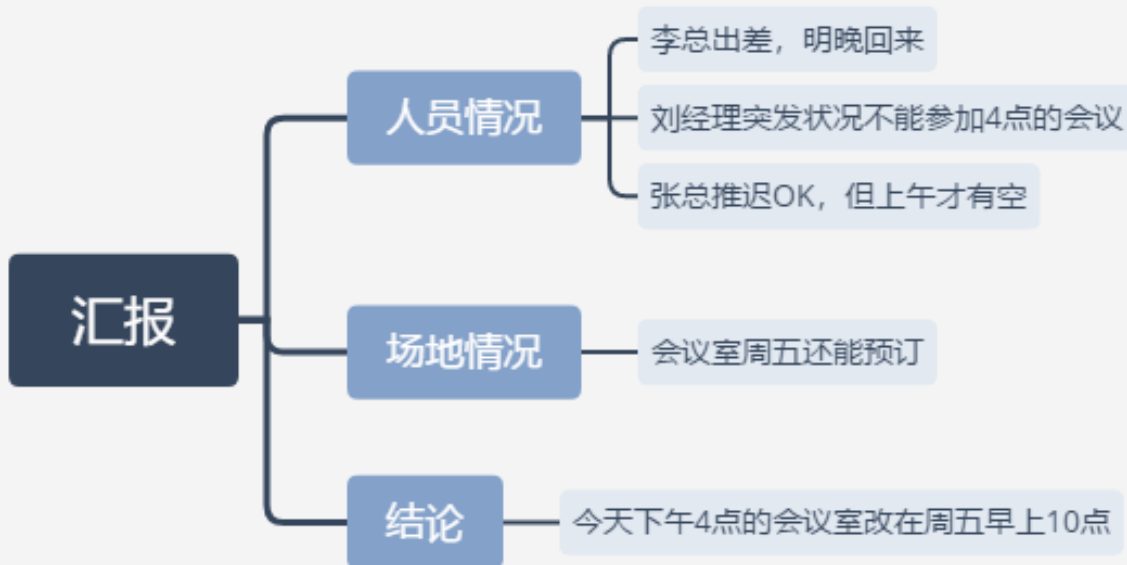 汇报
人员情况
李总出差，明晚回来
刘经理突发状况不能参加4点的会议
张总推迟OK，但上午才有空
场地情况
会议室周五还能预订
结论
今天下午4点的会议室改在周五早上10点